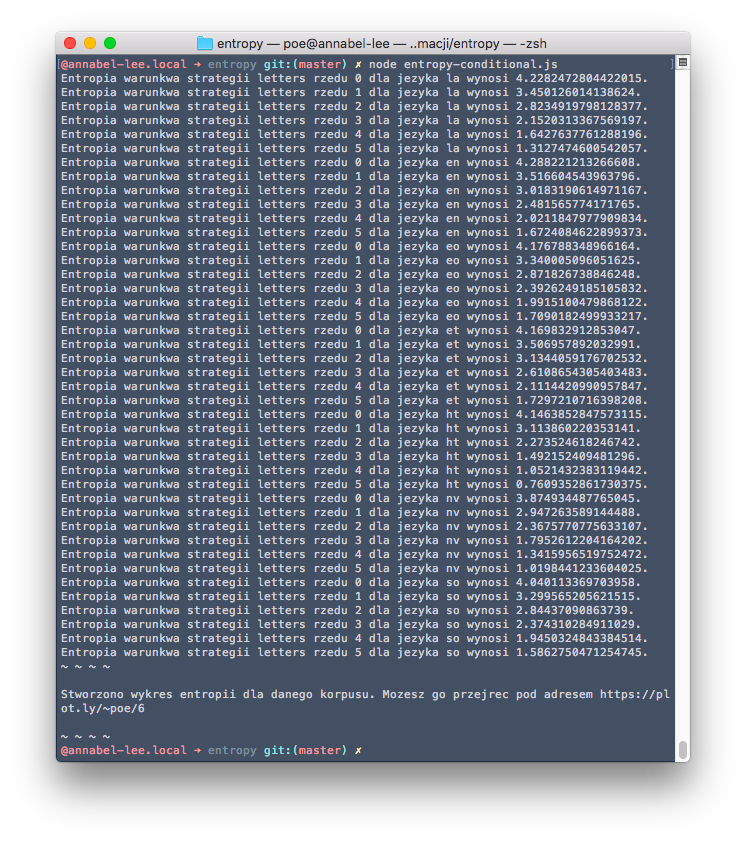 entropy — poe@annabel-lee — ..macji/entropy — -zsh
[@annabel-lee.local → entropy git:(master) ✗ node entropy-conditional.js ]
Entropia warunkwa strategii letters rzedu 0 dla jezyka la wynosi 4.2282472804422015.
Entropia warunkwa strategii letters rzedu 1 dla jezyka la wynosi 3.450126014138624.
Entropia warunkwa strategii letters rzedu 2 dla jezyka la wynosi 2.8234919798128377.
Entropia warunkwa strategii letters rzedu 3 dla jezyka la wynosi 2.1520313367569197.
Entropia warunkwa strategii letters rzedu 4 dla jezyka la wynosi 1.6427637761288196.
Entropia warunkwa strategii letters rzedu 5 dla jezyka la wynosi 1.3127474600542057.
Entropia warunkwa strategii letters rzedu 0 dla jezyka en wynosi 4.288221213266608.
Entropia warunkwa strategii letters rzedu 1 dla jezyka en wynosi 3.516604543963796.
Entropia warunkwa strategii letters rzedu 2 dla jezyka en wynosi 3.0183190614971167.
Entropia warunkwa strategii letters rzedu 3 dla jezyka en wynosi 2.481565774171765.
Entropia warunkwa strategii letters rzedu 4 dla jezyka en wynosi 2.0211847977909834.
Entropia warunkwa strategii letters rzedu 5 dla jezyka en wynosi 1.6724084622899373.
Entropia warunkwa strategii letters rzedu 0 dla jezyka eo wynosi 4.176788348966164.
Entropia warunkwa strategii letters rzedu 1 dla jezyka eo wynosi 3.340005096051625.
Entropia warunkwa strategii letters rzedu 2 dla jezyka eo wynosi 2.871826738846248.
Entropia warunkwa strategii letters rzedu 3 dla jezyka eo wynosi 2.3926249185105832.
Entropia warunkwa strategii letters rzedu 4 dla jezyka eo wynosi 1.9915100479868122.
Entropia warunkwa strategii letters rzedu 5 dla jezyka eo wynosi 1.7090182499933217.
Entropia warunkwa strategii letters rzedu 0 dla jezyka et wynosi 4.169832912853047.
Entropia warunkwa strategii letters rzedu 1 dla jezyka et wynosi 3.506957892032991.
Entropia warunkwa strategii letters rzedu 2 dla jezyka et wynosi 3.1344059176702532.
Entropia warunkwa strategii letters rzedu 3 dla jezyka et wynosi 2.6108654305403483.
Entropia warunkwa strategii letters rzedu 4 dla jezyka et wynosi 2.1114420990957847.
Entropia warunkwa strategii letters rzedu 5 dla jezyka et wynosi 1.7297210716398208.
Entropia warunkwa strategii letters rzedu 0 dla jezyka ht wynosi 4.1463852847573115.
Entropia warunkwa strategii letters rzedu 1 dla jezyka ht wynosi 3.113860220353141.
Entropia warunkwa strategii letters rzedu 2 dla jezyka ht wynosi 2.273524618246742.
Entropia warunkwa strategii letters rzedu 3 dla jezyka ht wynosi 1.492152409481296.
Entropia warunkwa strategii letters rzedu 4 dla jezyka ht wynosi 1.0521432383119442.
Entropia warunkwa strategii letters rzedu 5 dla jezyka ht wynosi 0.7609352861730375.
Entropia warunkwa strategii letters rzedu 0 dla jezyka nv wynosi 3.874934487765045.
Entropia warunkwa strategii letters rzedu 1 dla jezyka nv wynosi 2.947263589144488.
Entropia warunkwa strategii letters rzedu 2 dla jezyka nv wynosi 2.3675770775633107.
Entropia warunkwa strategii letters rzedu 3 dla jezyka nv wynosi 1.7952612204164202.
Entropia warunkwa strategii letters rzedu 4 dla jezyka nv wynosi 1.3415956519752472.
Entropia warunkwa strategii letters rzedu 5 dla jezyka nv wynosi 1.0198441233604025.
Entropia warunkwa strategii letters rzedu 0 dla jezyka so wynosi 4.040113369703958.
Entropia warunkwa strategii letters rzedu 1 dla jezyka so wynosi 3.299565205621515.
Entropia warunkwa strategii letters rzedu 2 dla jezyka so wynosi 2.84437090863739.
Entropia warunkwa strategii letters rzedu 3 dla jezyka so wynosi 2.374310284911029.
Entropia warunkwa strategii letters rzedu 4 dla jezyka so wynosi 1.9450324843384514.
Entropia warunkwa strategii letters rzedu 5 dla jezyka so wynosi 1.5862750471254745.
~ ~ ~ ~
Stworzono wykres entropii dla danego korpusu. Mozesz go przejrec pod adresem https://pl
ot.ly/~poe/6
~ ~ ~ ~
@annabel-lee.local → entropy git:(master) ✗